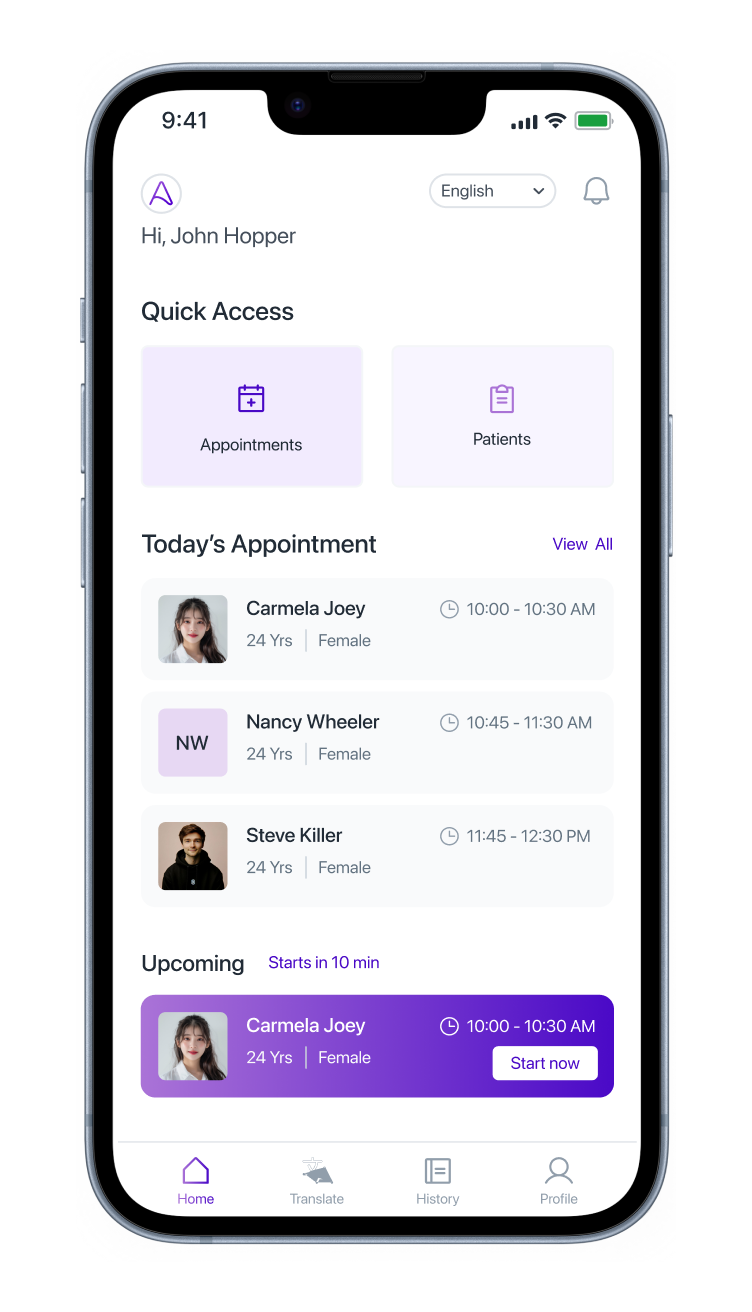 9:41
English
Hi, John Hopper
Quick Access
Appointments
Patients
Today's Appointment
View All
Carmela Joey
10:00 - 10:30 AM
24 Yrs
Female
NW
Nancy Wheeler
10:45 - 11:30 AM
24 Yrs
Female
Steve Killer
11:45 - 12:30 PM
24 Yrs
Female
Upcoming
Starts in 10 min
Carmela Joey
10:00 - 10:30 AM
24 Yrs
Female
Start now
Home
Translate
History
Profile